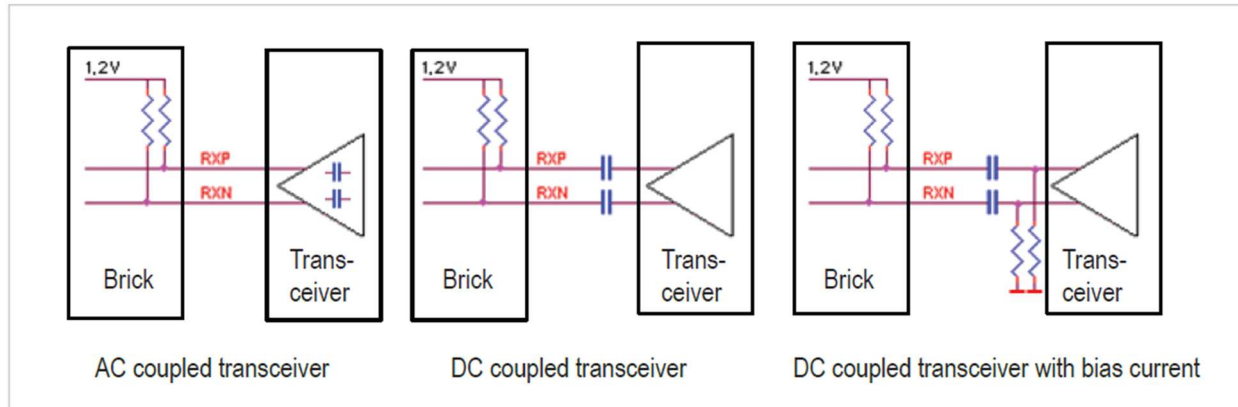 1.2V
RXP
RXN
Brick
Trans-
ceiver
AC coupled transceiver
1.2V
RXP
RXN
Brick
Trans-
ceiver
DC coupled transceiver
1.2V
RXP
RXN
Brick
Trans-
ceiver
DC coupled transceiver with bias current